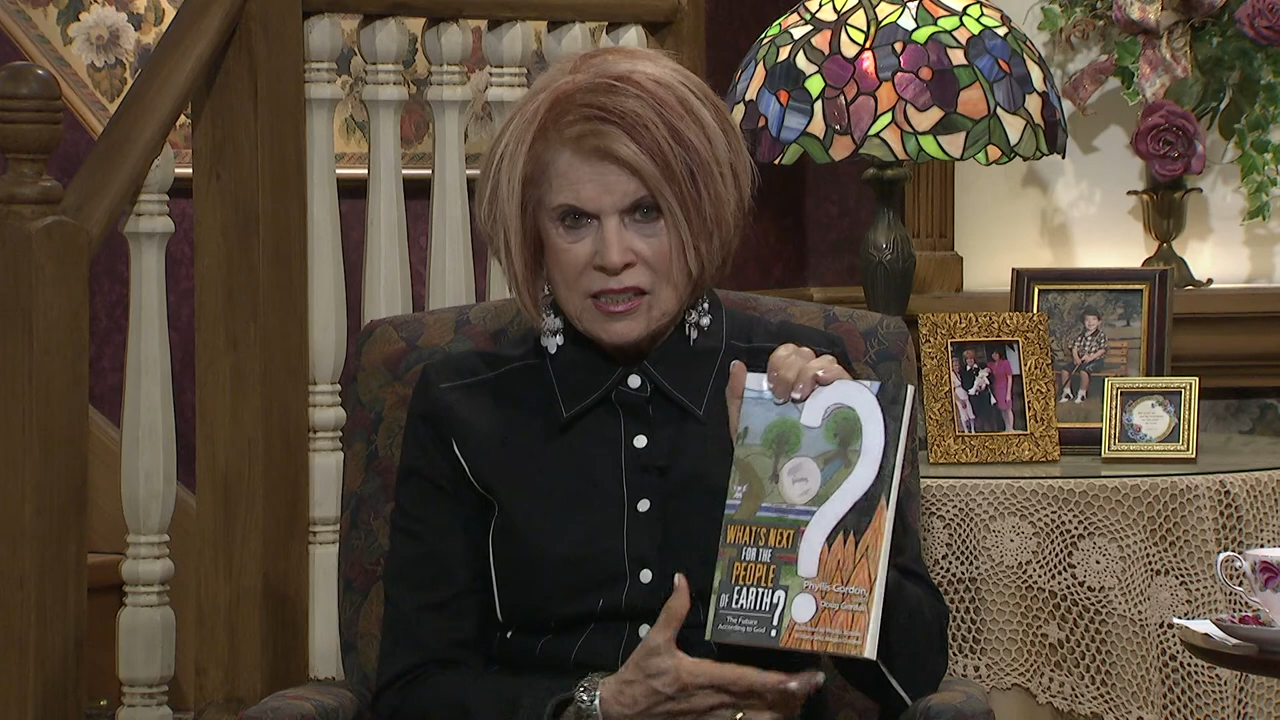 WHAT'S NEXT
FOR THE
PEOPLE
OF EARTH?
The Future
According to God
?
Phyllis Gordon,
Doug Gordon